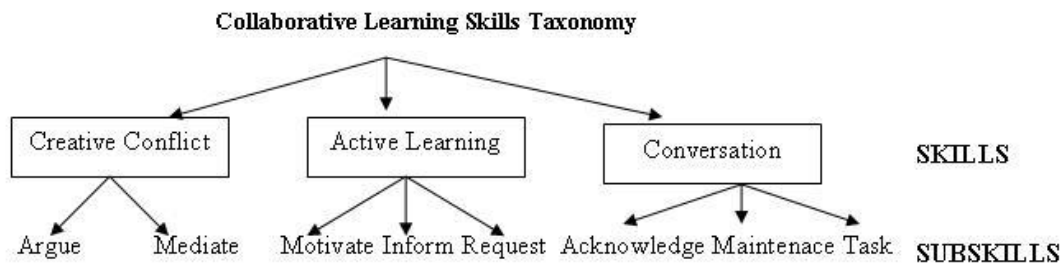 Collaborative Learning Skills Taxonomy
Creative Conflict
Active Learning
Conversation
SKILLS
Argue Mediate Motivate Inform Request Acknowledge Maintenace Task
SUBSKILLS